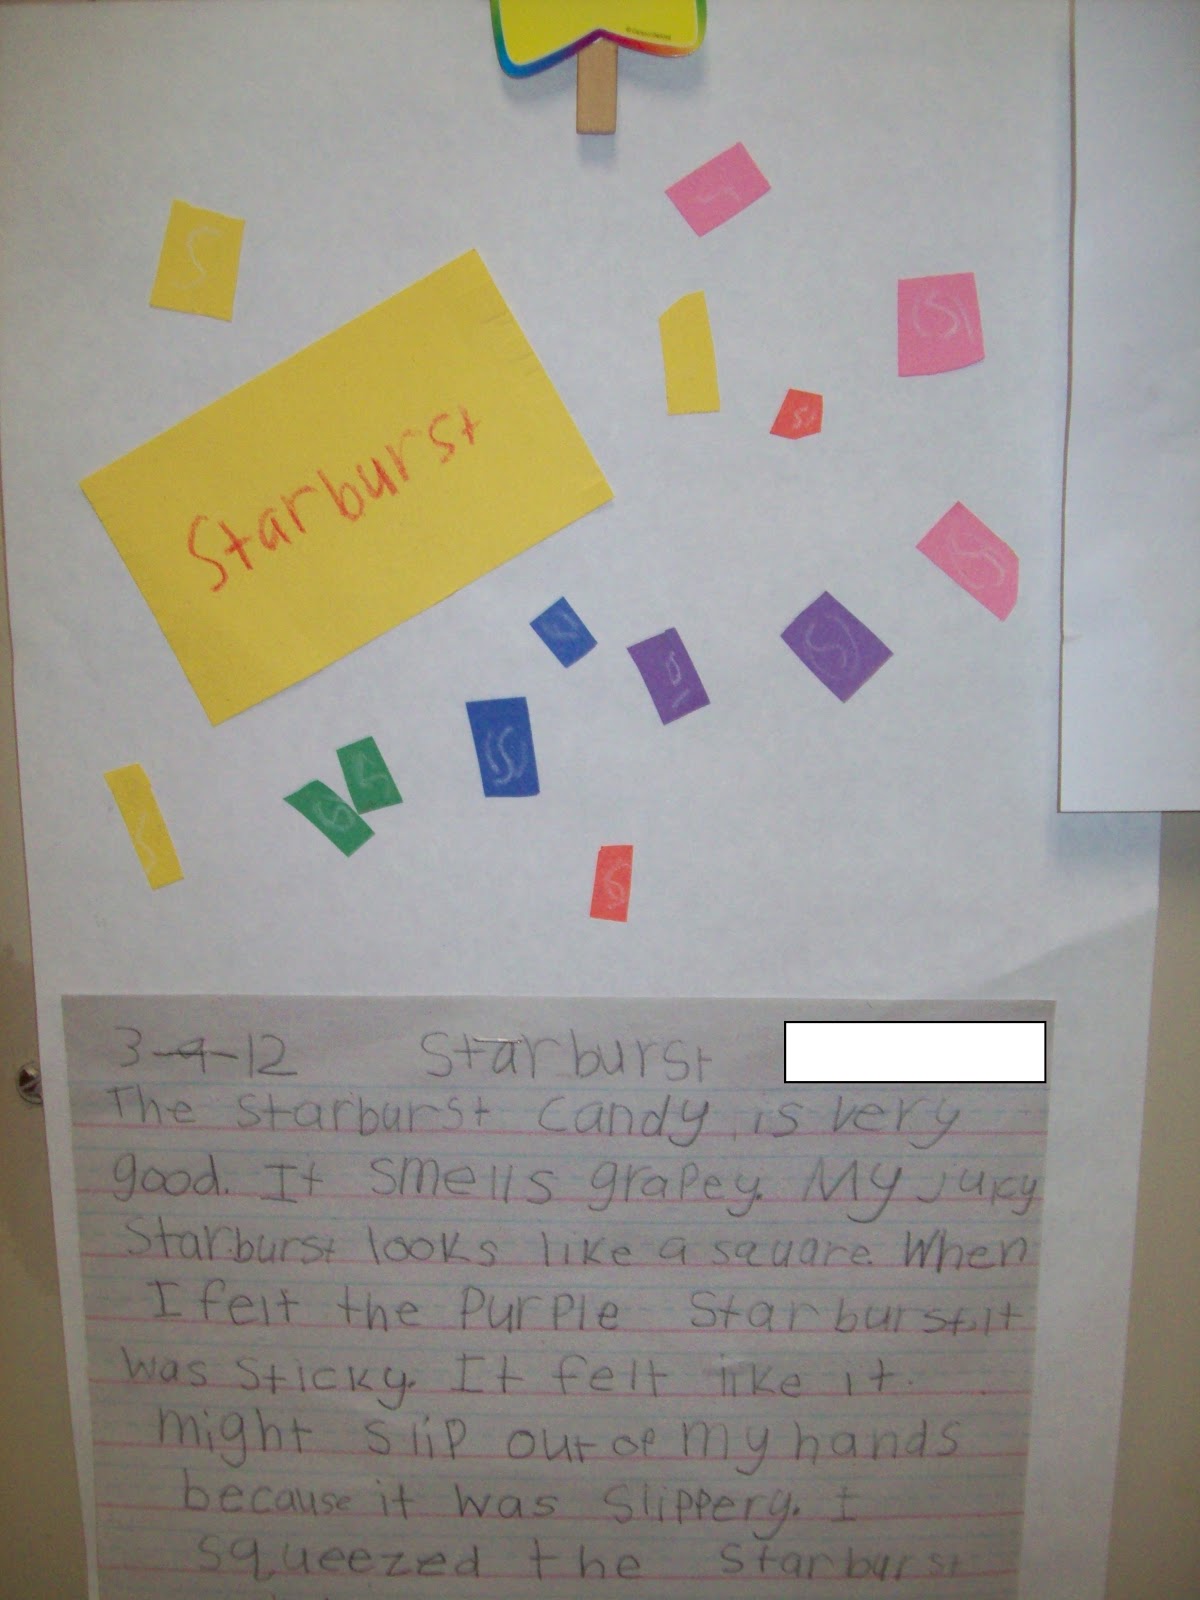 Starburst
3-9-12 Starburst
The Starburst Candy is very
good. It smells grapey. My juicy
Starburst looks like a square. When
I felt the Purple Starburst, it
was Sticky. It felt like it
might slip out of my hands
because it was slippery. I
squeezed the Starburst